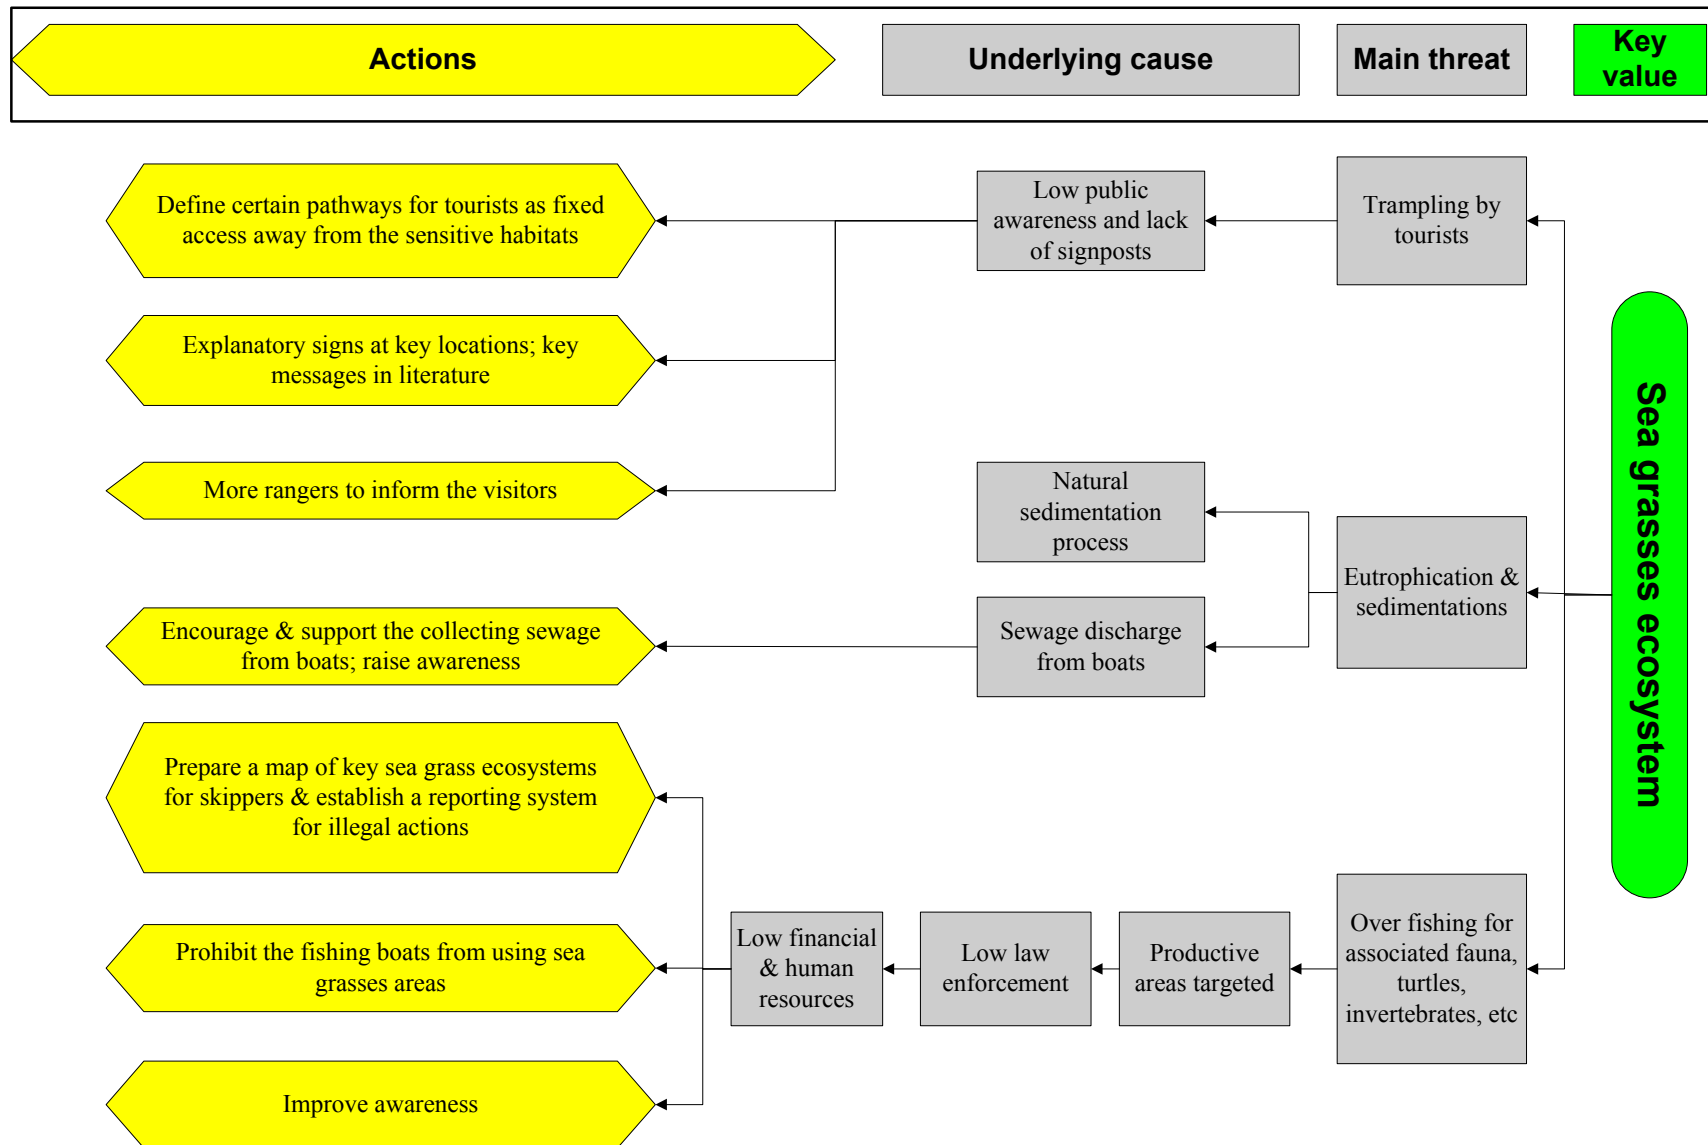 Actions
Underlying cause
Main threat
Key
value
Define certain pathways for tourists as fixed
access away from the sensitive habitats
Low public
awareness and lack
of signposts
Trampling by
tourists
Explanatory signs at key locations; key
messages in literature
More rangers to inform the visitors
Natural
sedimentation
process
Eutrophication &
sedimentations
Sea grasses ecosystem
Encourage & support the collecting sewage
from boats; raise awareness
Sewage discharge
from boats
Prepare a map of key sea grass ecosystems
for skippers & establish a reporting system
for illegal actions
Prohibit the fishing boats from using sea
grasses areas
Low financial
& human
resources
Low law
enforcement
Productive
areas targeted
Over fishing for
associated fauna,
turtles,
invertebrates, etc
Improve awareness